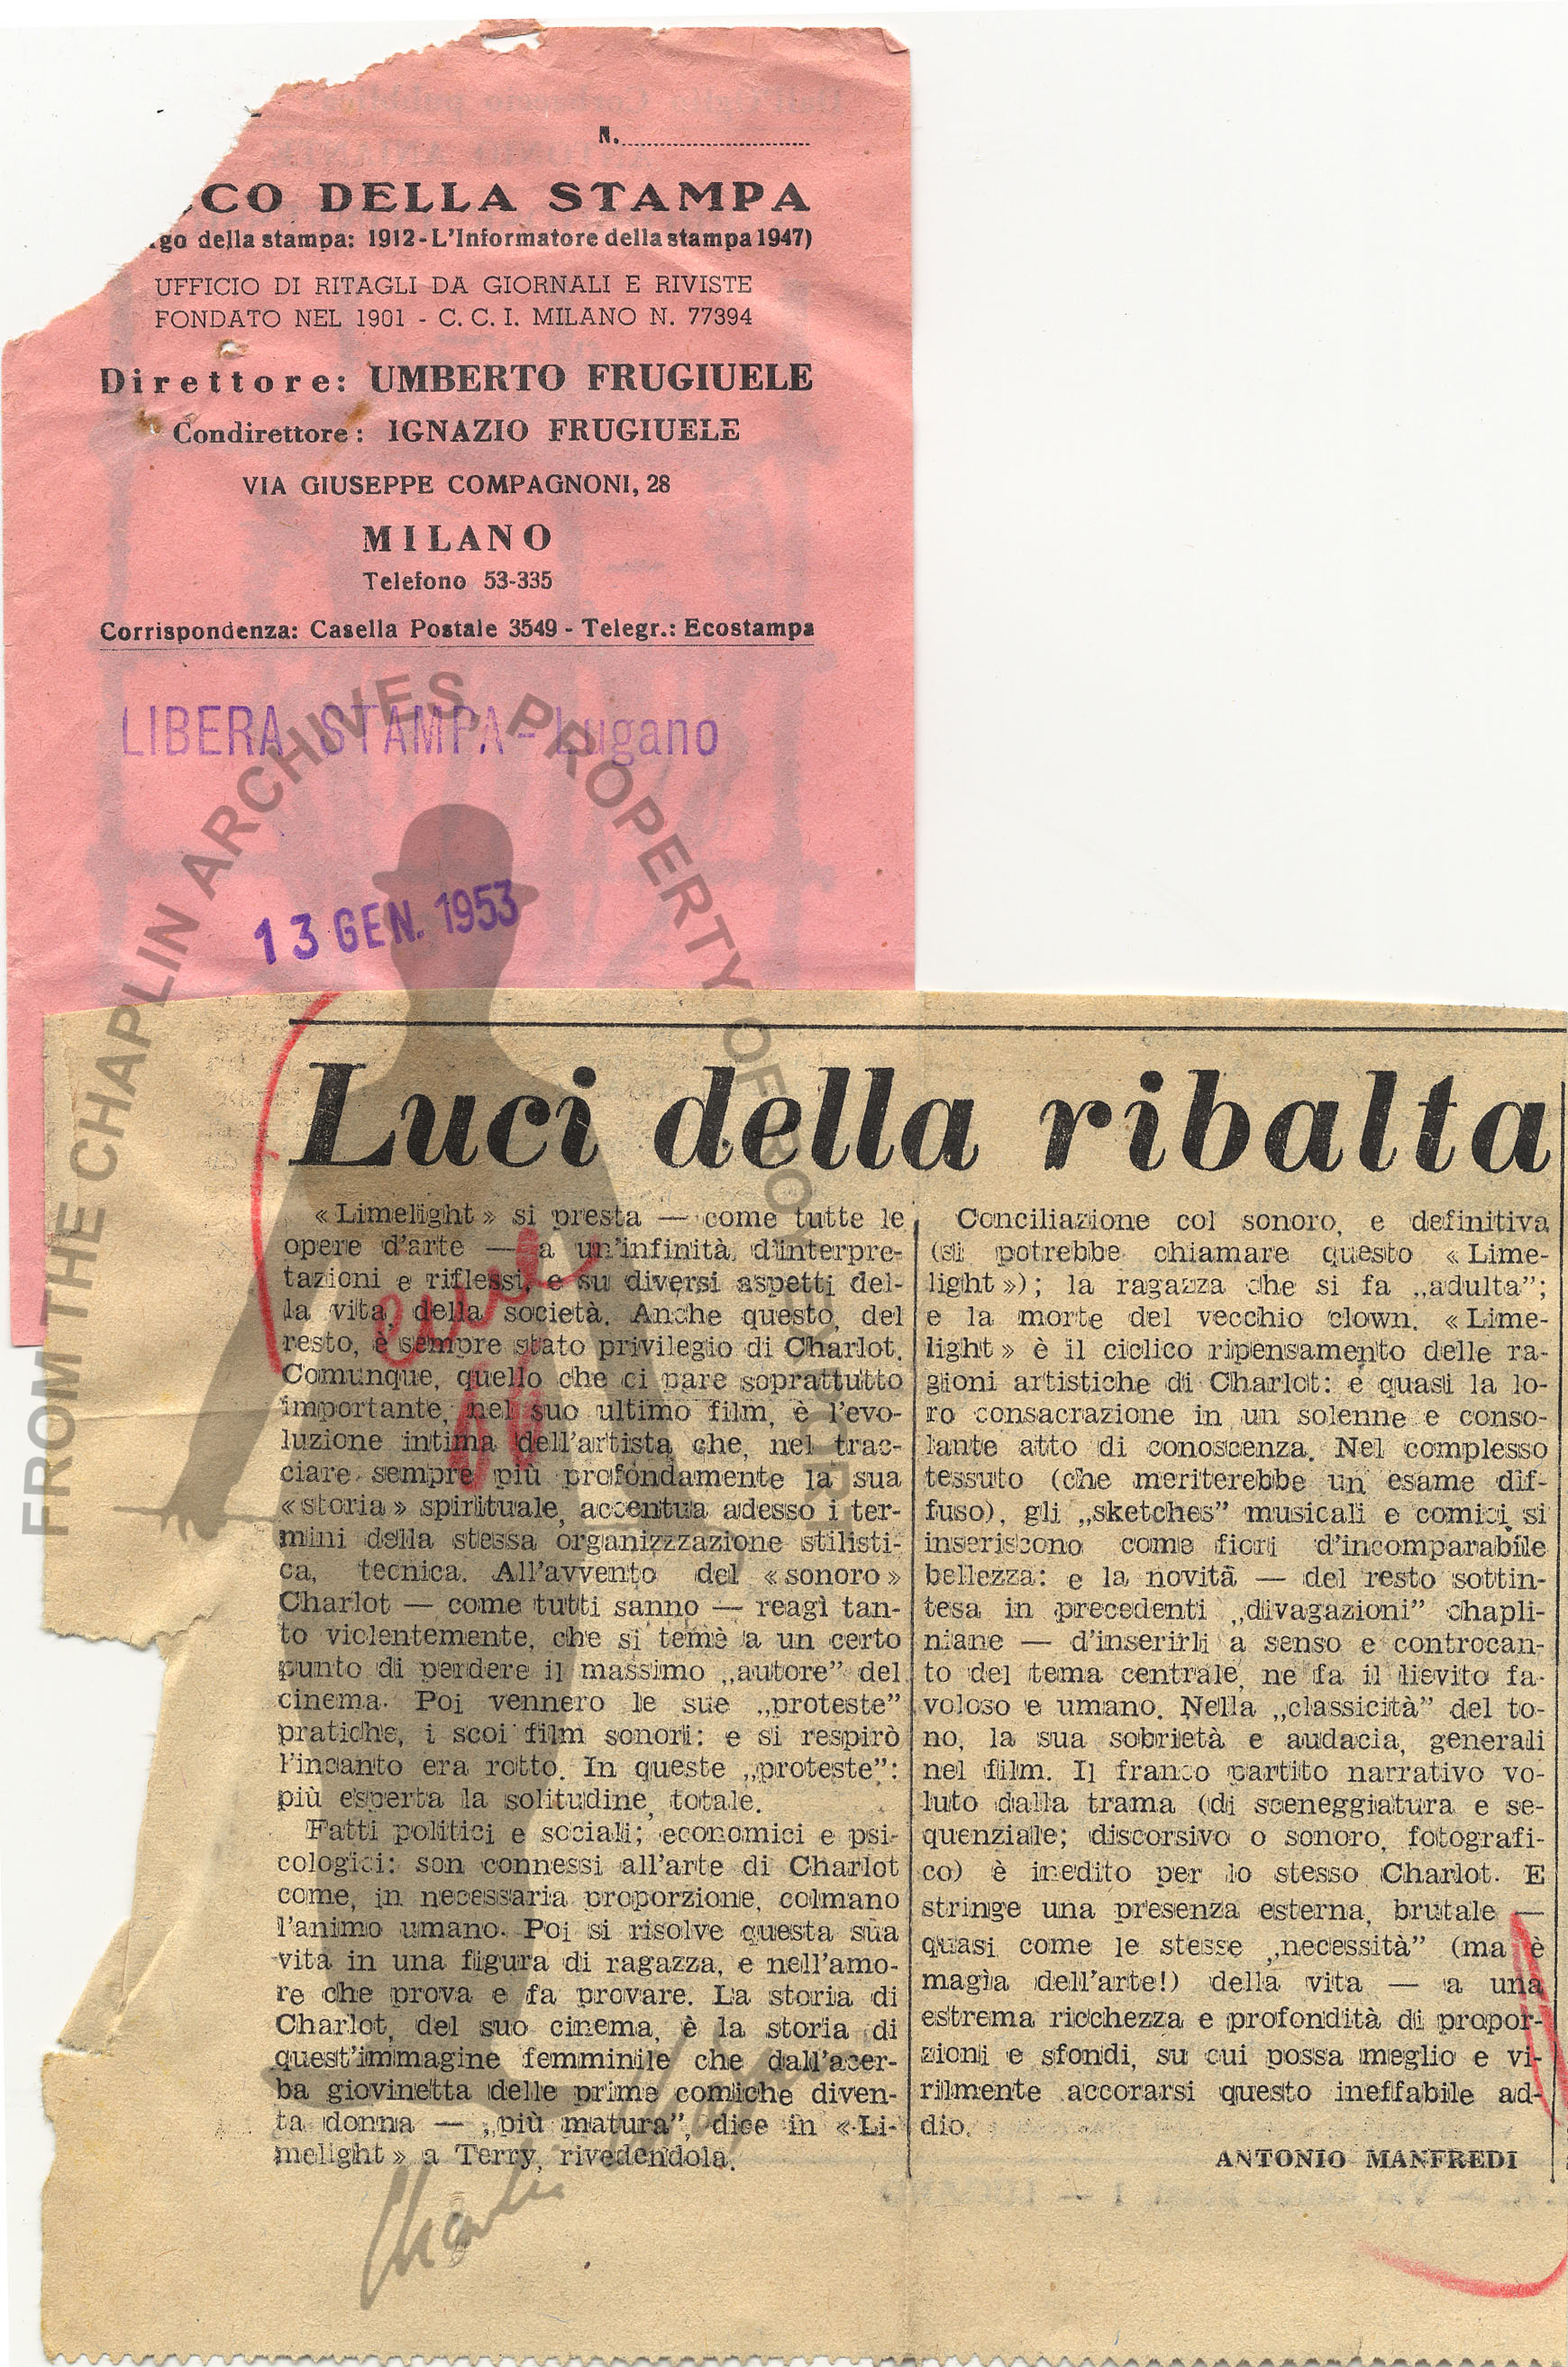 N.
CO DELLA STAMPA
go della stampa: 1912 - L'Informatore della stampa 1947)
UFFICIO DI RITAGLI DA GIORNALI E RIVISTE
FONDATO NEL 1901 - C. C. I. MILANO N. 77394
Direttore: UMBERTO FRUGIUELE
Condirettore: IGNAZIO FRUGIUELE
VIA GIUSEPPE COMPAGNONI, 28
MILANO
Telefono 53-335
Corrispondenza: Casella Postale 3549 - Telegr.: Ecostampa
LIBERA STAMPA - Lugano
13 GEN. 1953
FROM THE CHAPLIN ARCHIVES, PROPERTY OF ROY
Luci della ribalta
« Limelight » si presta — come tutte le
opere d'arte — a un'infinità d'interpre-
tazioni e riflessi, e su diversi aspetti del-
la vita, della società. Anche questo, del
resto, è sempre stato privilegio di Charlot.
Comunque, quello che ci pare soprattutto
importante, nel suo ultimo film, è l'evo-
luzione intima dell'artista che, nel trac-
ciare sempre più profondamente la sua
« storia » spirituale, accentua adesso i ter-
mini della stessa organizzzazione stilisti-
ca, tecnica. All'avvento del « sonoro »
Charlot — come tutti sanno — reagì tan-
to violentemente, che si temè a un certo
punto di perdere il massimo „autore" del
cinema. Poi vennero le sue „proteste"
pratiche, i scoi film sonori: e si respirò
l'incanto era rotto. In queste „proteste":
più esperta la solitudine, totale.
Fatti politici e sociali; economici e psi-
cologici: son connessi all'arte di Charlot
come, in necessaria proporzione, colmano
l'animo umano. Poi si risolve questa sua
vita in una figura di ragazza, e nell'amo-
re che prova e fa provare. La storia di
Charlot, del suo cinema, è la storia di
quest'immagine femminile che dall'acer-
ba giovinetta delle prime comiche diven-
ta donna — „più matura", dice in « Li-
melight » a Terry, rivedendola.
Conciliazione col sonoro, e definitiva
(si potrebbe chiamare questo « Lime-
light »); la ragazza che si fa „adulta";
e la morte del vecchio clown. « Lime-
light » è il ciclico ripensamento delle ra-
gioni artistiche di Charlot: è quasi la lo-
ro consacrazione in un solenne e conso-
lante atto di conoscenza. Nel complesso
tessuto (che meriterebbe un esame dif-
fuso), gli „sketches" musicali e comici si
inseriscono come fiori d'incomparabile
bellezza: e la novità — del resto sottin-
tesa in precedenti „divagazioni" chapli-
niane — d'inserirli a senso e controcan-
to del tema centrale, ne fa il lievito fa-
voloso e umano. Nella „classicità" del to-
no, la sua sobrietà e audacia, generali
nel film. Il franco partito narrativo vo-
luto dalla trama (di sceneggiatura e se-
quenziale; discorsivo o sonoro, fotografi-
co) è inedito per lo stesso Charlot. E
stringe una presenza esterna, brutale —
quasi come le stesse „necessità" (ma è
magìa dell'arte!) della vita — a una
estrema ricchezza e profondità di propor-
zioni e sfondi, su cui possa meglio e vi-
rilmente accorarsi questo ineffabile ad-
dio.
ANTONIO MANFREDI